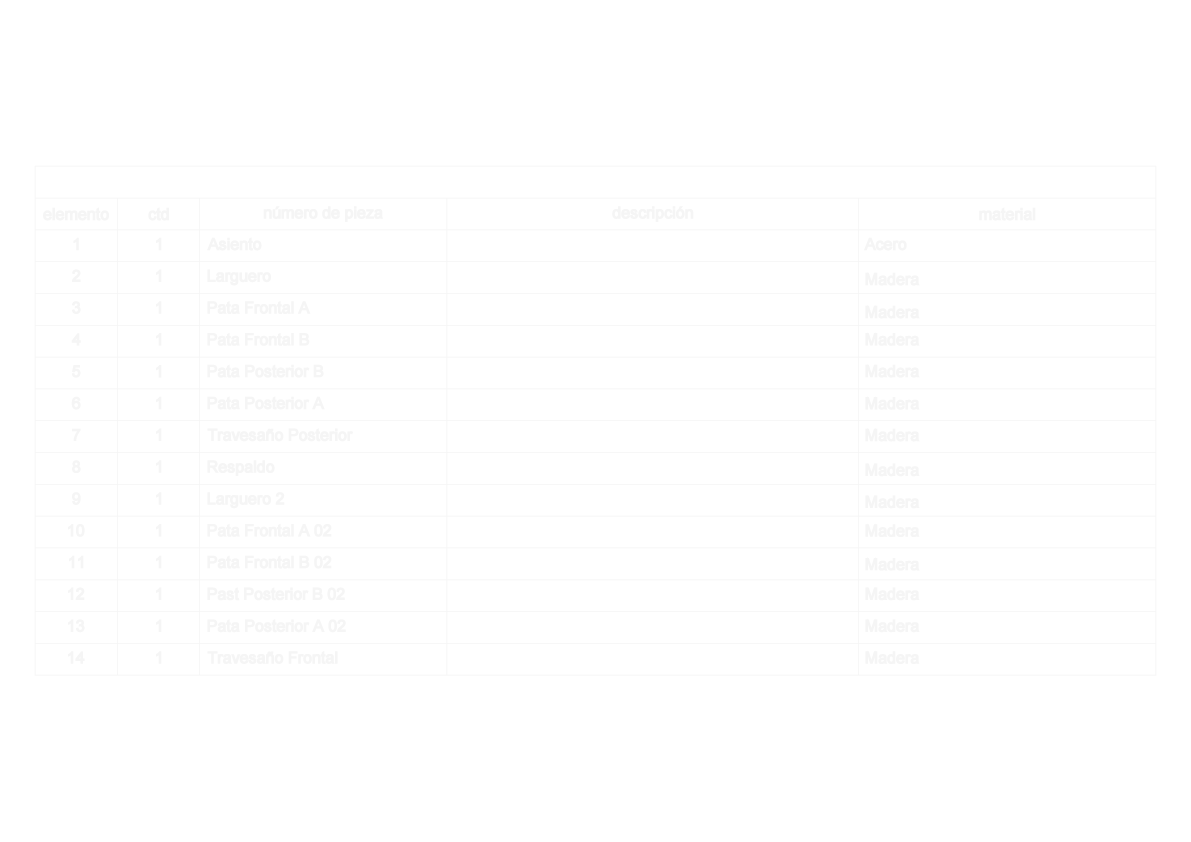 elemento ctd número de pieza descripción material
1 1 Asiento Acero
2 1 Larguero Madera
3 1 Pata Frontal A Madera
4 1 Pata Frontal B Madera
5 1 Pata Posterior B Madera
6 1 Pata Posterior A Madera
7 1 Travesaño Posterior Madera
8 1 Respaldo Madera
9 1 Larguero 2 Madera
10 1 Pata Frontal A 02 Madera
11 1 Pata Frontal B 02 Madera
12 1 Past Posterior B 02 Madera
13 1 Pata Posterior A 02 Madera
14 1 Travesaño Frontal Madera